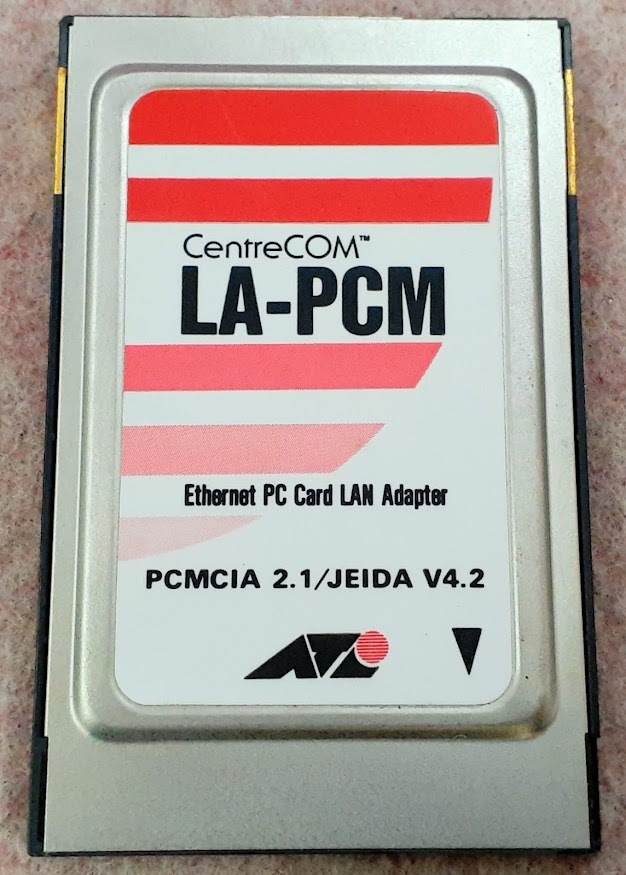 CentreCOM™
LA-PCM
Ethernet PC Card LAN Adapter
PCMCIA 2.1/JEIDA V4.2